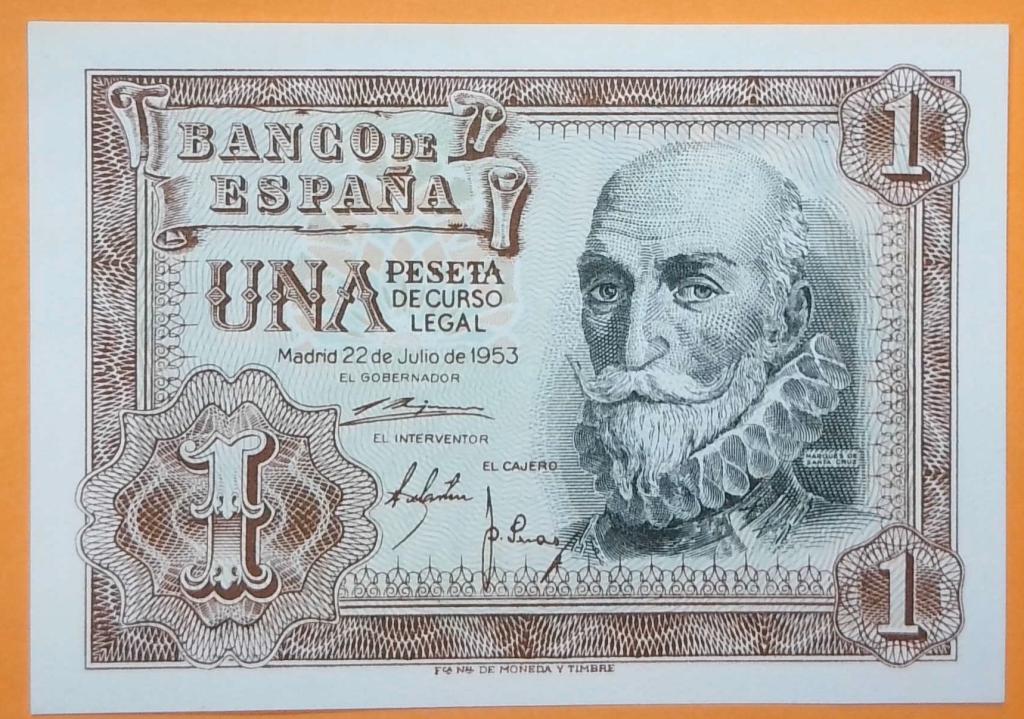 BANCO DE
ESPAÑA
UNA PESETA
DE CURSO
LEGAL
Madrid 22 de Julio de 1953
EL GOBERNADOR
EL INTERVENTOR
EL CAJERO
MARQUES DE
SANTA CRUZ
1
1
1
Fca Nal DE MONEDA Y TIMBRE